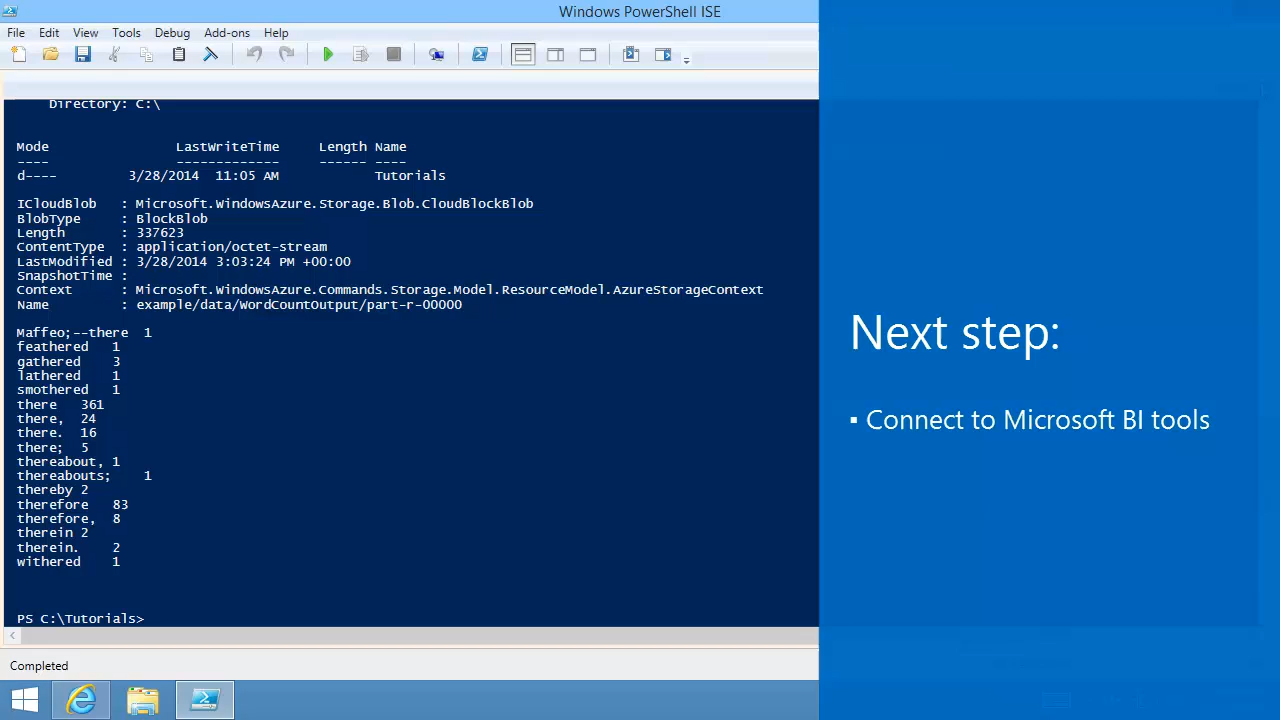 Windows PowerShell ISE
File Edit View Tools Debug Add-ons Help
Directory: C:\
Mode LastWriteTime Length Name
---- ------------- ------ ----
d---- 3/28/2014 11:05 AM Tutorials
ICloudBlob : Microsoft.WindowsAzure.Storage.Blob.CloudBlockBlob
BlobType : BlockBlob
Length : 337623
ContentType : application/octet-stream
LastModified : 3/28/2014 3:03:24 PM +00:00
SnapshotTime :
Context : Microsoft.WindowsAzure.Commands.Storage.Model.ResourceModel.AzureStorageContext
Name : example/data/WordCountOutput/part-r-00000
Maffeo;--there 1
feathered 1
gathered 3
lathered 1
smothered 1
there 361
there, 24
there. 16
there; 5
thereabout, 1
thereabouts; 1
thereby 2
therefore 83
therefore, 8
therein 2
therein. 2
withered 1
PS C:\Tutorials>
Completed
Next step:
▪ Connect to Microsoft BI tools